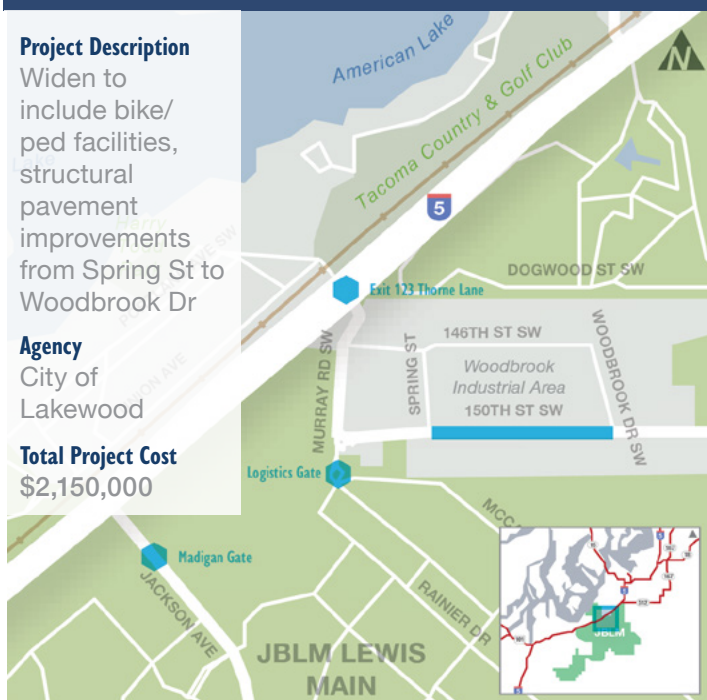 Project Description
Widen to
include bike/
ped facilities,
structural
pavement
improvements
from Spring St to
Woodbrook Dr
Agency
City of
Lakewood
Total Project Cost
$2,150,000
American Lake
Tacoma Country & Golf Club
N
5
DOGWOOD ST SW
Exit 123 Thorne Lane
146TH ST SW
WOODBROOK DR SW
MURRAY RD SW
SPRING ST
Woodbrook
Industrial Area
150TH ST SW
Logistics Gate
Madigan Gate
JACKSON AVE
RAINIER DR
JBLM LEWIS
MAIN
JBLM